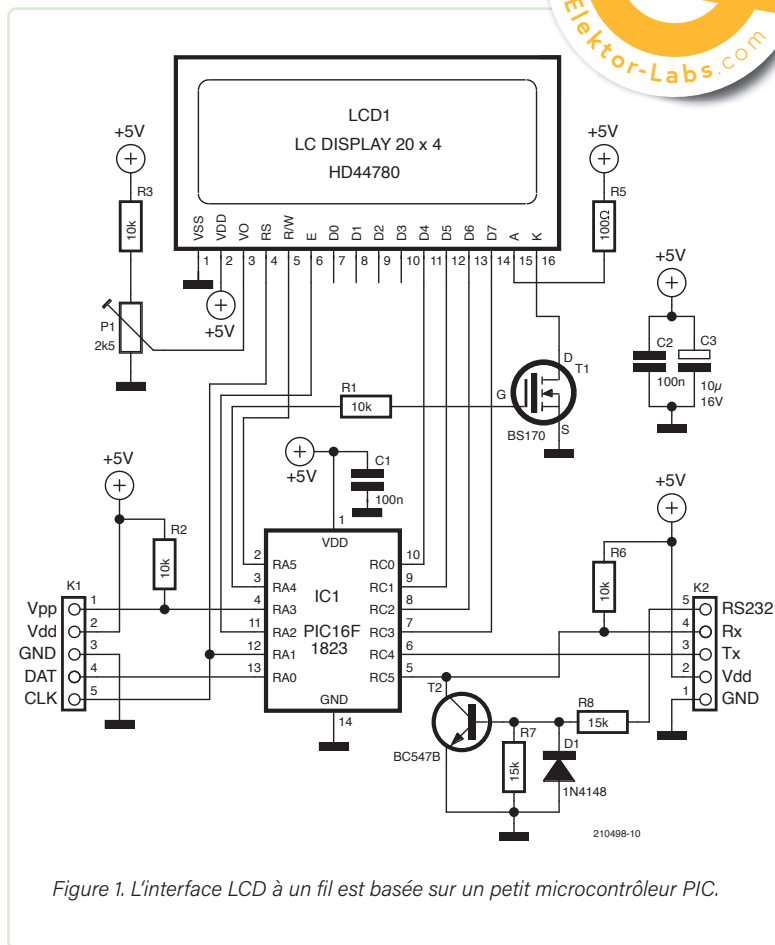 Elektor-Labs.com
LCD1
LC DISPLAY 20 x 4
HD44780
VSS VDD VO RS R/W E D0 D1 D2 D3 D4 D5 D6 D7 A K
1 2 3 4 5 6 7 8 9 10 11 12 13 14 15 16
+5V
R3
10k
P1
2k5
+5V
+5V
R5
100Ω
+5V
C2
100n
C3
10µ
16V
R1
10k
G
D
S
T1
BS170
+5V
C1
100n
+5V
R2
10k
K1
Vpp 1
Vdd 2
GND 3
DAT 4
CLK 5
1
VDD
2 RA5
3 RA4
4 RA3
11 RA2
12 RA1
13 RA0
IC1
PIC16F
1823
RC0 10
RC1 9
RC2 8
RC3 7
RC4 6
RC5 5
GND
14
+5V
R6
10k
K2
5 RS232
4 Rx
3 Tx
2 Vdd
1 GND
T2
BC547B
R7
15k
R8
15k
D1
1N4148
210498-10
Figure 1. L'interface LCD à un fil est basée sur un petit microcontrôleur PIC.